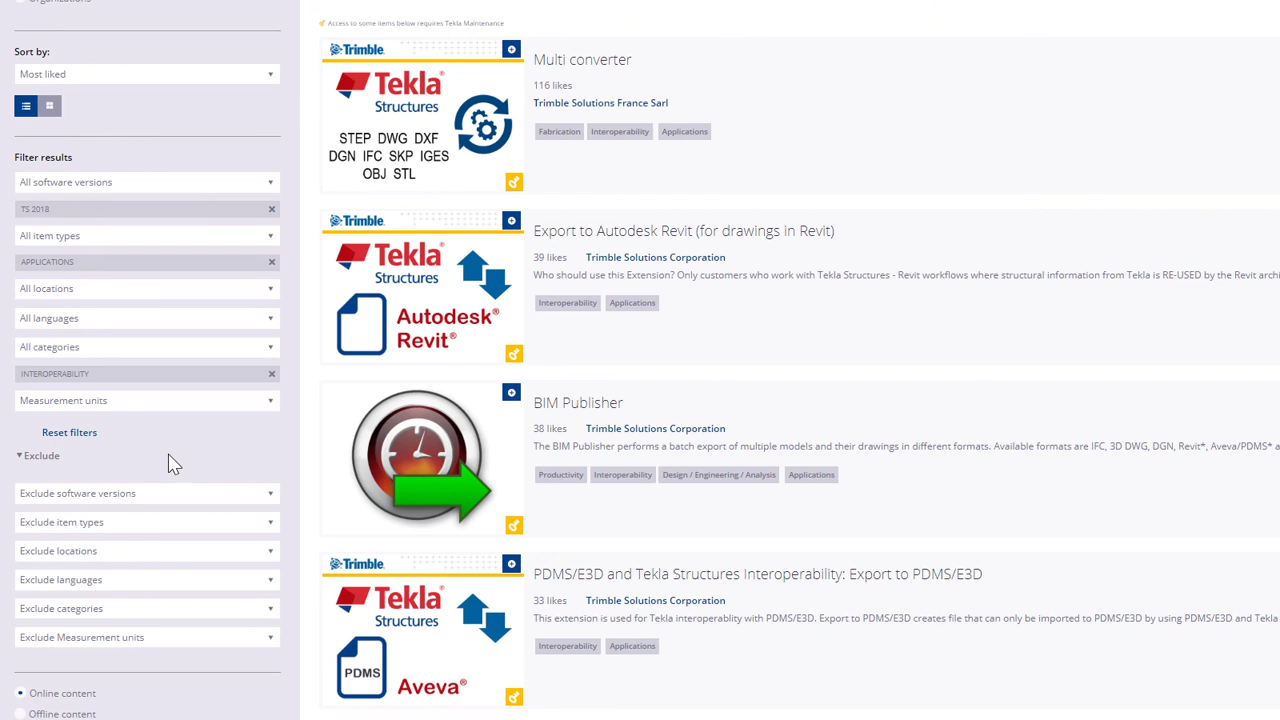 Organizations
Sort by:
Most liked
Filter results
All software versions
TS 2018
All item types
APPLICATIONS
All locations
All languages
All categories
INTEROPERABILITY
Measurement units
Reset filters
Exclude
Exclude software versions
Exclude item types
Exclude locations
Exclude languages
Exclude categories
Exclude Measurement units
Online content
Offline content
Access to some items below requires Tekla Maintenance
Trimble.
Tekla®
Structures
STEP DWG DXF
DGN IFC SKP IGES
OBJ STL
Multi converter
116 likes
Trimble Solutions France Sarl
Fabrication Interoperability Applications
Trimble.
Tekla®
Structures
Autodesk®
Revit®
Export to Autodesk Revit (for drawings in Revit)
39 likes Trimble Solutions Corporation
Who should use this Extension? Only customers who work with Tekla Structures - Revit workflows where structural information from Tekla is RE-USED by the Revit archi
Interoperability Applications
BIM Publisher
38 likes Trimble Solutions Corporation
The BIM Publisher performs a batch export of multiple models and their drawings in different formats. Available formats are IFC, 3D DWG, DGN, Revit*, Aveva/PDMS* a
Productivity Interoperability Design / Engineering / Analysis Applications
Trimble.
Tekla®
Structures
PDMS
Aveva®
PDMS/E3D and Tekla Structures Interoperability: Export to PDMS/E3D
33 likes Trimble Solutions Corporation
This extension is used for Tekla interoperablity with PDMS/E3D. Export to PDMS/E3D creates file that can only be imported to PDMS/E3D by using PDMS/E3D and Tekla
Interoperability Applications